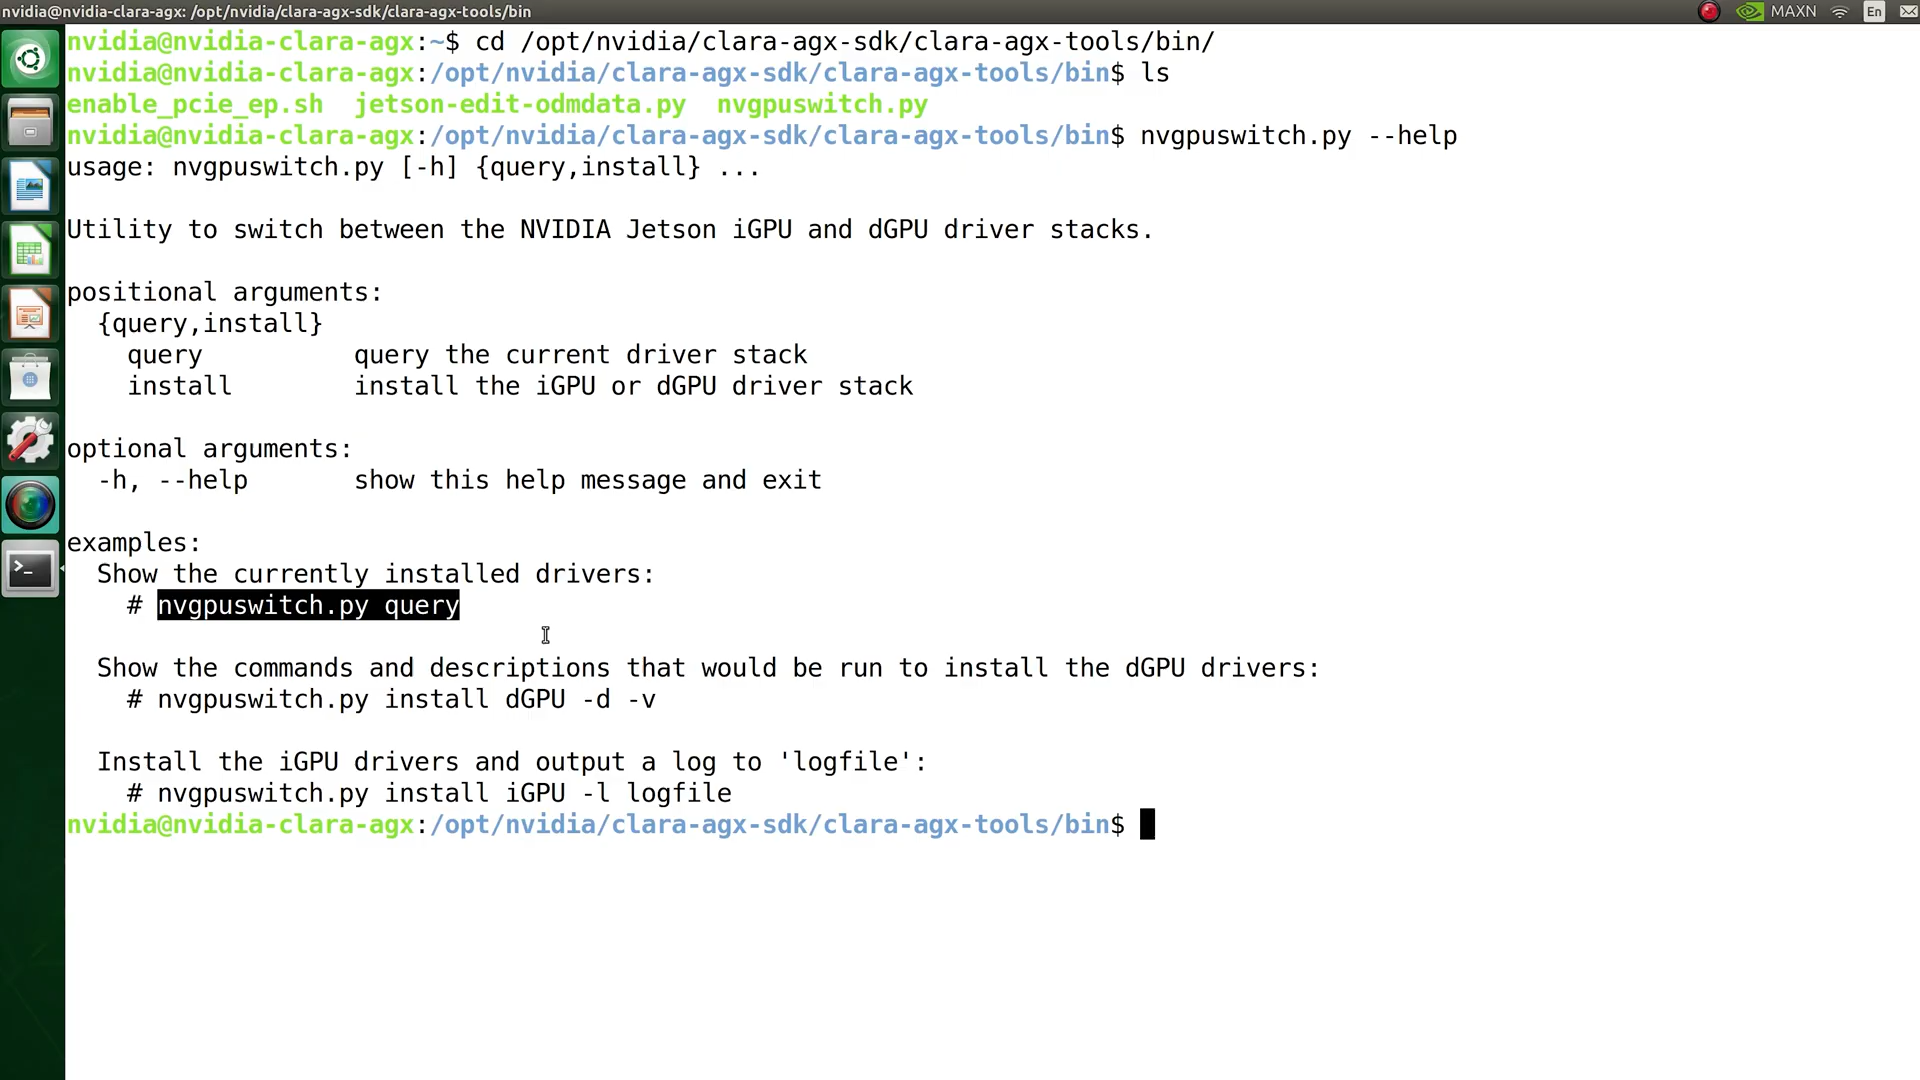 nvidia@nvidia-clara-agx: /opt/nvidia/clara-agx-sdk/clara-agx-tools/bin
MAXN
En
nvidia@nvidia-clara-agx:~$ cd /opt/nvidia/clara-agx-sdk/clara-agx-tools/bin/
nvidia@nvidia-clara-agx:/opt/nvidia/clara-agx-sdk/clara-agx-tools/bin$ ls
enable_pcie_ep.sh  jetson-edit-odmdata.py  nvgpuswitch.py
nvidia@nvidia-clara-agx:/opt/nvidia/clara-agx-sdk/clara-agx-tools/bin$ nvgpuswitch.py --help
usage: nvgpuswitch.py [-h] {query,install} ...
Utility to switch between the NVIDIA Jetson iGPU and dGPU driver stacks.
positional arguments:
  {query,install}
    query          query the current driver stack
    install        install the iGPU or dGPU driver stack
optional arguments:
  -h, --help       show this help message and exit
examples:
  Show the currently installed drivers:
    # nvgpuswitch.py query
  Show the commands and descriptions that would be run to install the dGPU drivers:
    # nvgpuswitch.py install dGPU -d -v
  Install the iGPU drivers and output a log to 'logfile':
    # nvgpuswitch.py install iGPU -l logfile
nvidia@nvidia-clara-agx:/opt/nvidia/clara-agx-sdk/clara-agx-tools/bin$